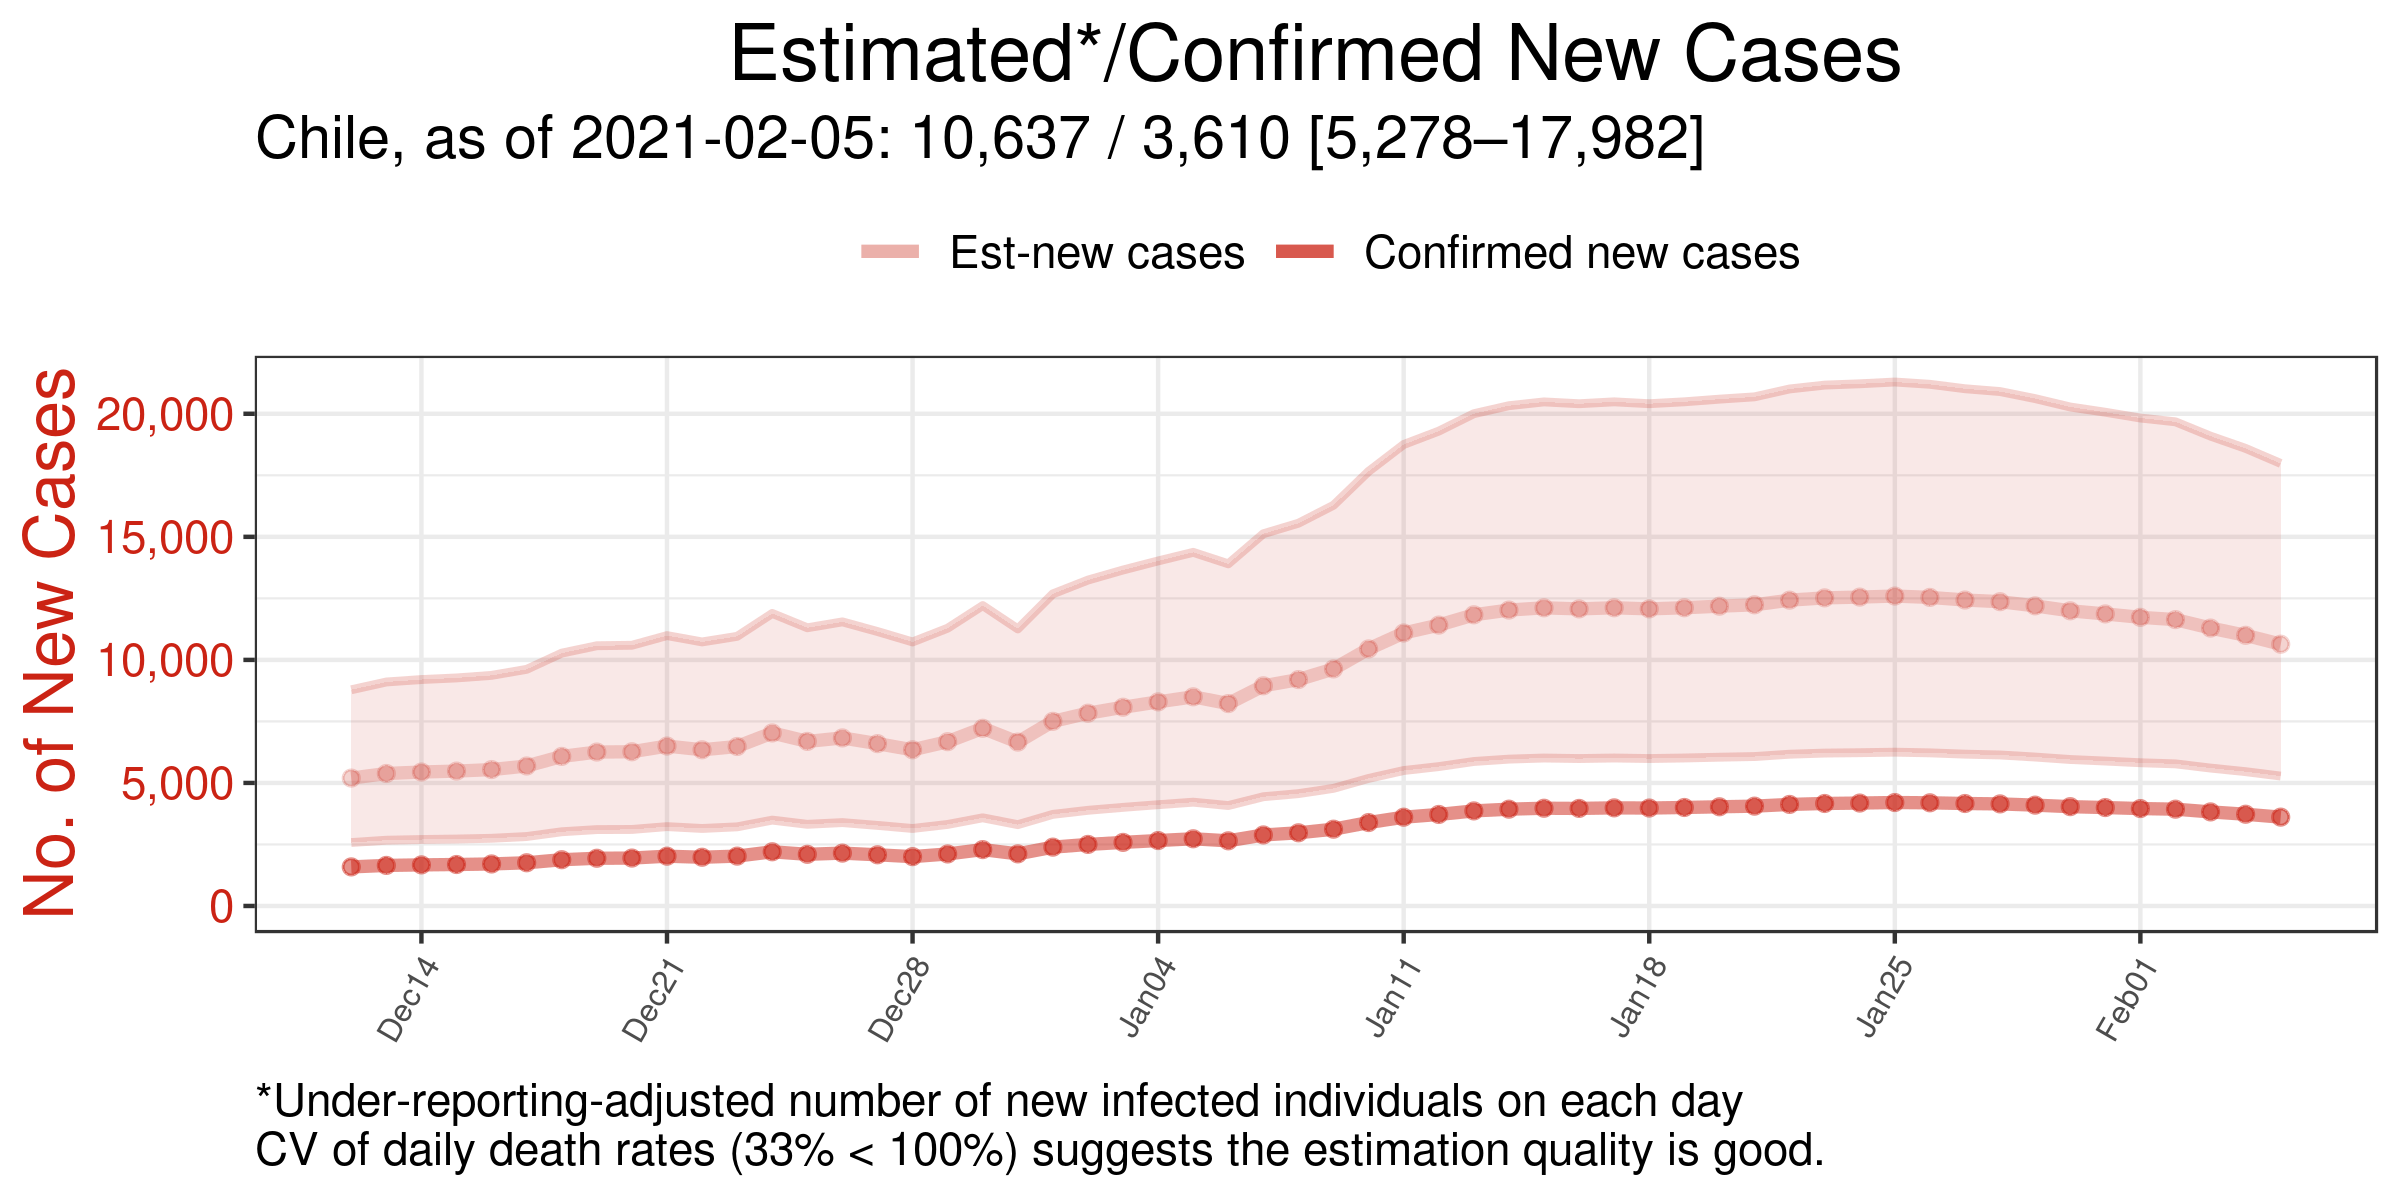 Estimated*/Confirmed New Cases
Chile, as of 2021-02-05: 10,637 / 3,610 [5,278–17,982]
Est-new cases
Confirmed new cases
No. of New Cases
20,000
15,000
10,000
5,000
0
Dec14
Dec21
Dec28
Jan04
Jan11
Jan18
Jan25
Feb01
*Under-reporting-adjusted number of new infected individuals on each day
CV of daily death rates (33% < 100%) suggests the estimation quality is good.